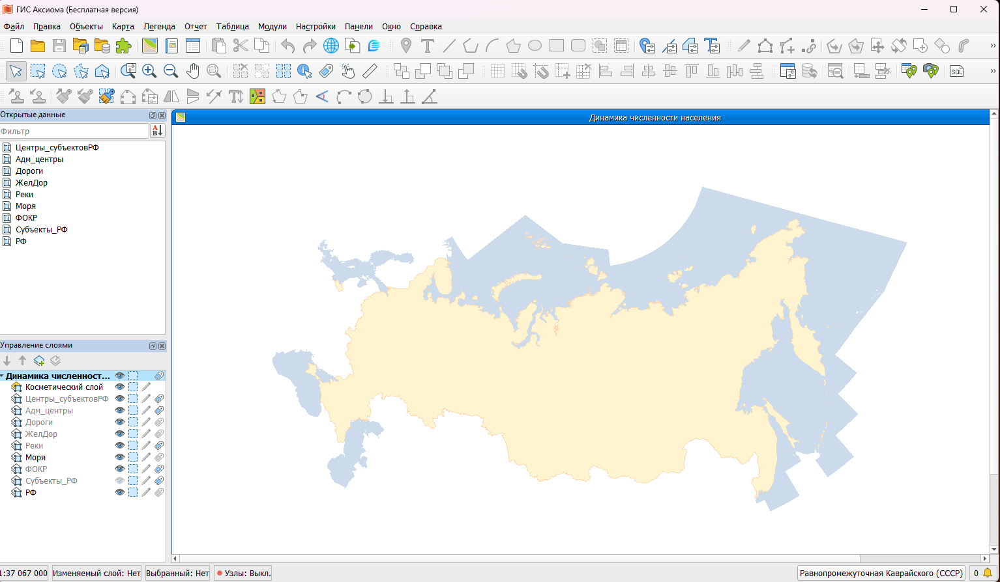 ГИС Аксиома (Бесплатная версия)
Файл Правка Объекты Карта Легенда Отчет Таблица Модули Настройки Панели Окно Справка
SQL
Открытые данные
Фильтр
Центры_субъектовРФ
Адм_центры
Дороги
ЖелДор
Реки
Моря
ФОКР
Субъекты_РФ
РФ
Динамика численности населения
Управление слоями
Динамика численност...
Косметический слой
Центры_субъектовРФ
Адм_центры
Дороги
ЖелДор
Реки
Моря
ФОКР
Субъекты_РФ
РФ
1:37 067 000 Изменяемый слой: Нет Выбранный: Нет Узлы: Выкл. Равнопромежуточная Каврайского (СССР) 0